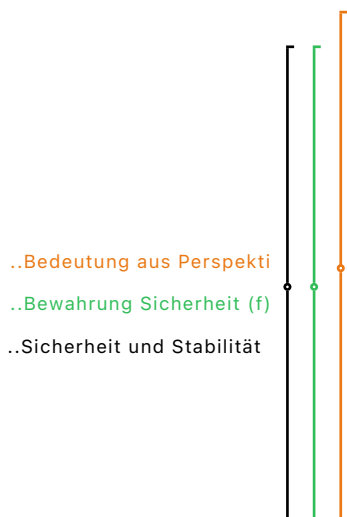 ..Bedeutung aus Perspekti
..Bewahrung Sicherheit (f)
..Sicherheit und Stabilität